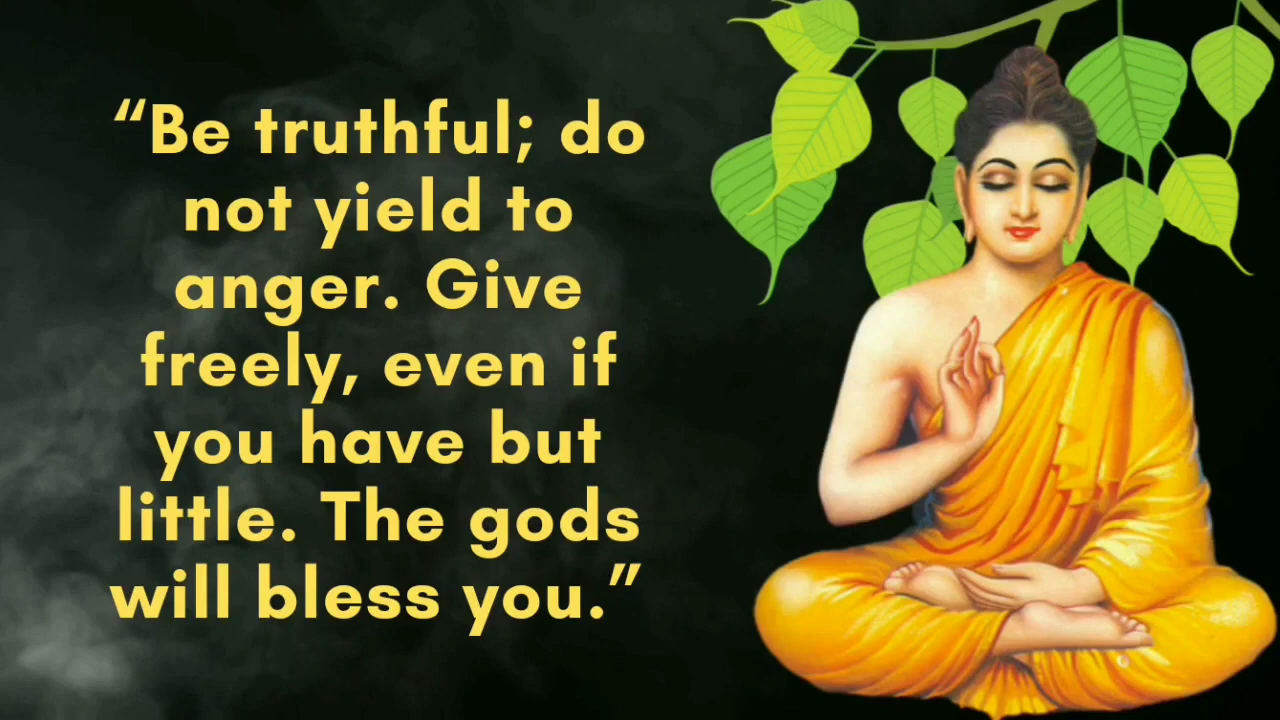 “Be truthful; do
not yield to
anger. Give
freely, even if
you have but
little. The gods
will bless you.”